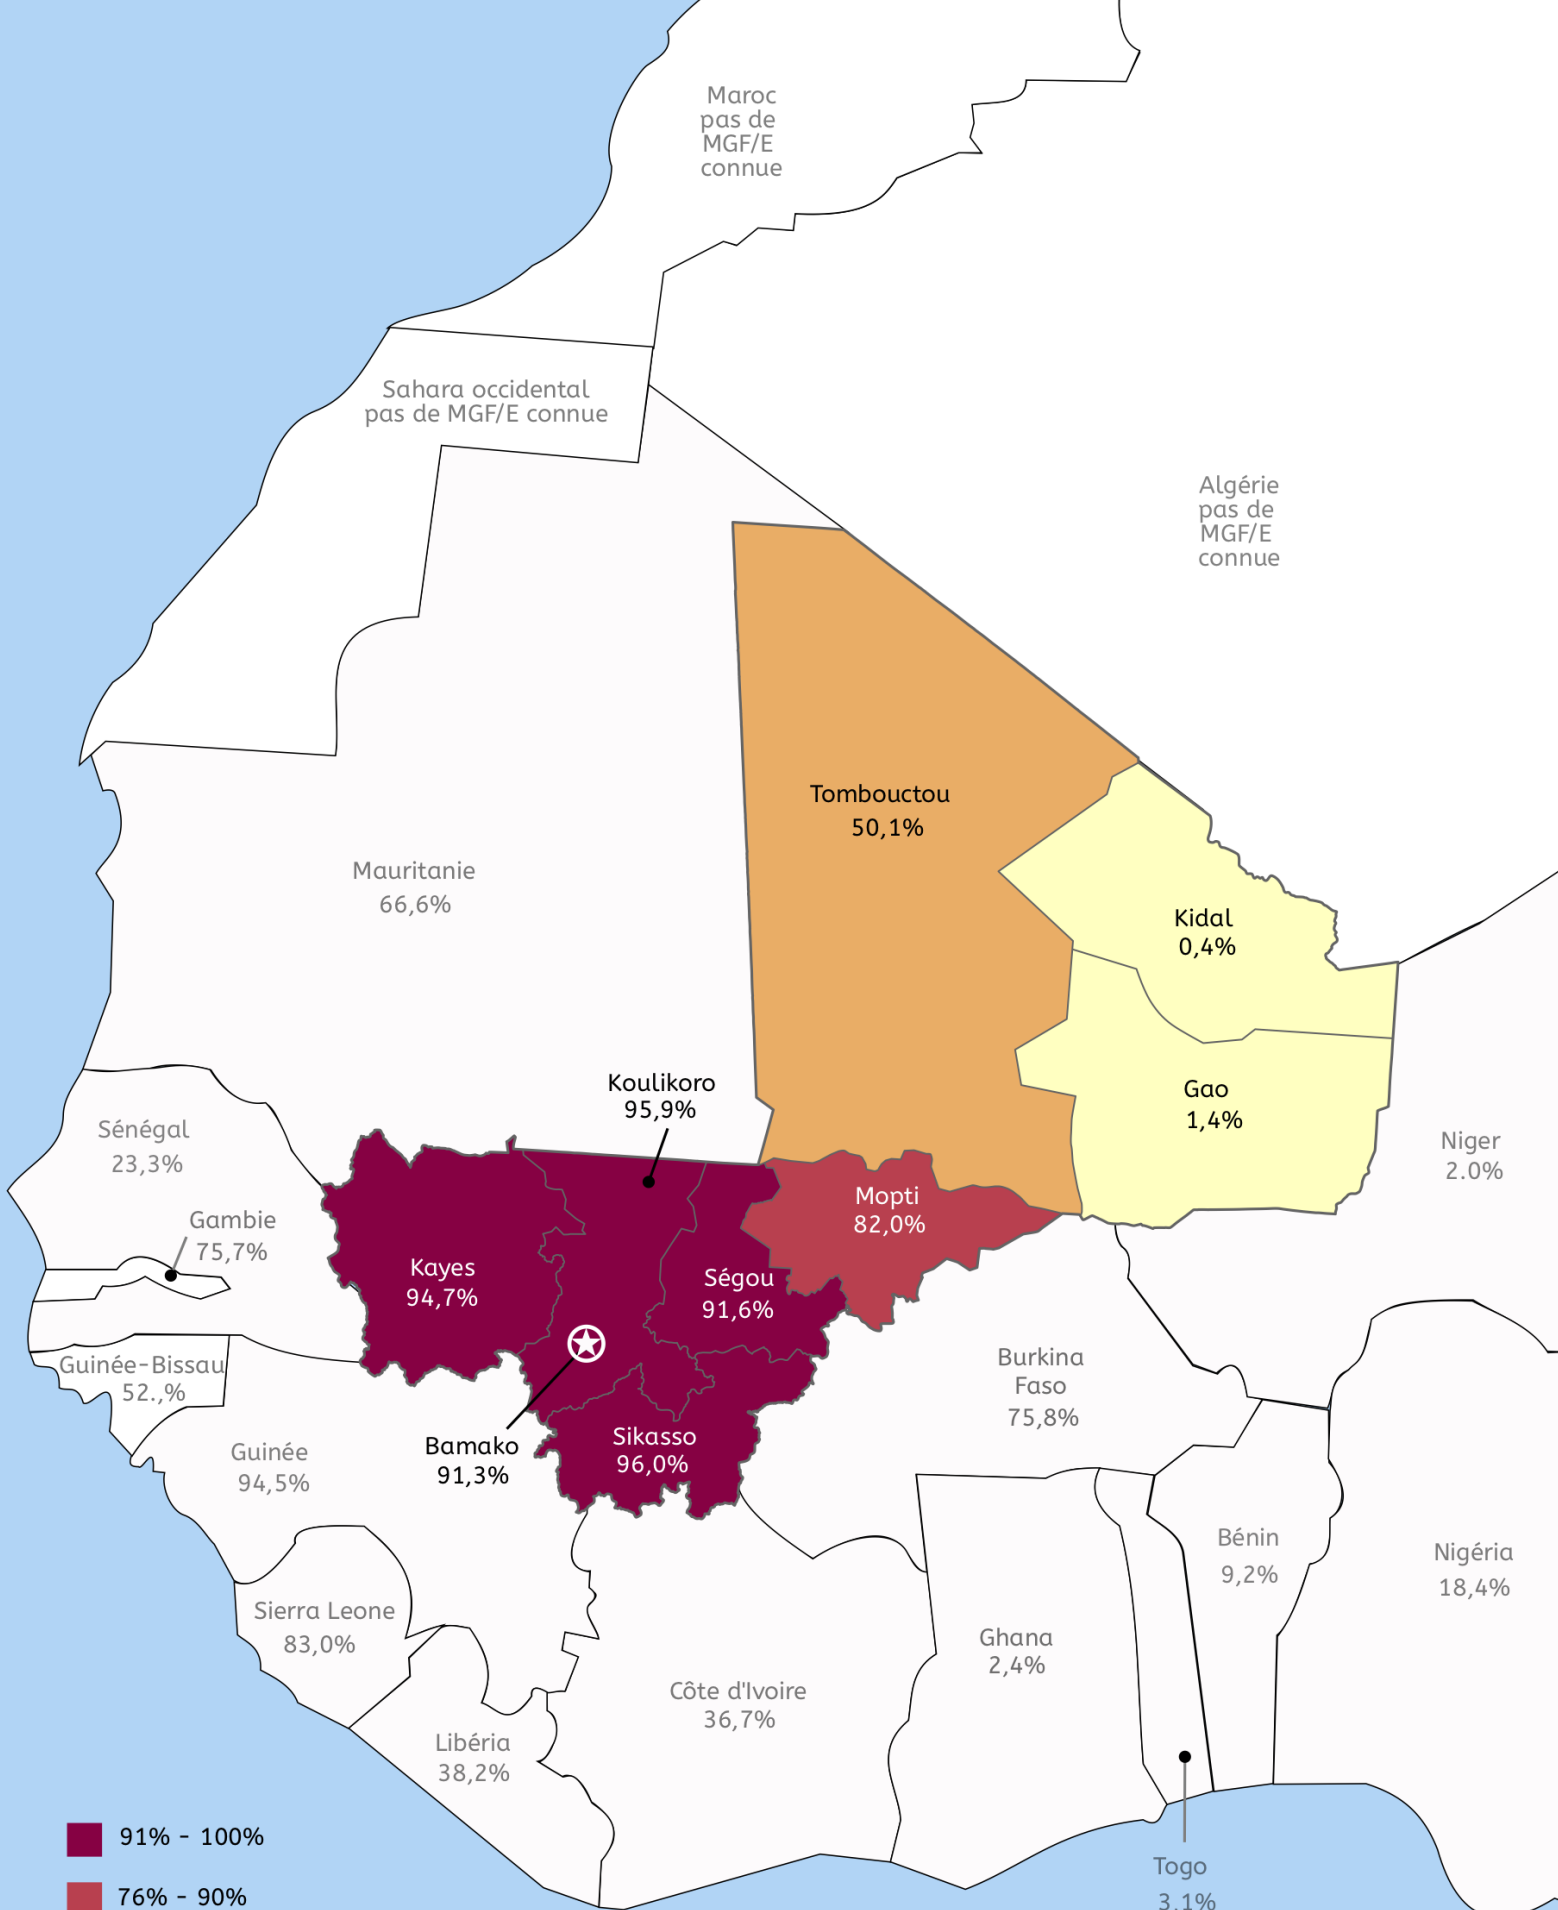 Maroc
pas de
MGF/E
connue
Sahara occidental
pas de MGF/E connue
Algérie
pas de
MGF/E
connue
Tombouctou
50,1%
Mauritanie
66,6%
Kidal
0,4%
Koulikoro
95,9%
Gao
1,4%
Sénégal
23,3%
Niger
2.0%
Gambie
75,7%
Mopti
82,0%
Kayes
94,7%
Ségou
91,6%
Guinée-Bissau
52.,%
Burkina
Faso
75,8%
Guinée
94,5%
Bamako
91,3%
Sikasso
96,0%
Bénin
9,2%
Nigéria
18,4%
Sierra Leone
83,0%
Ghana
2,4%
Côte d'Ivoire
36,7%
Libéria
38,2%
Togo
3,1%
91% - 100%
76% - 90%